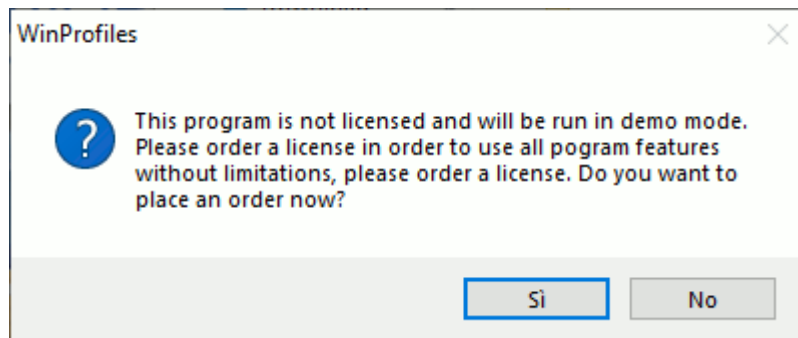 WinProfiles
This program is not licensed and will be run in demo mode.
Please order a license in order to use all pogram features
without limitations, please order a license. Do you want to
place an order now?
Sì
No